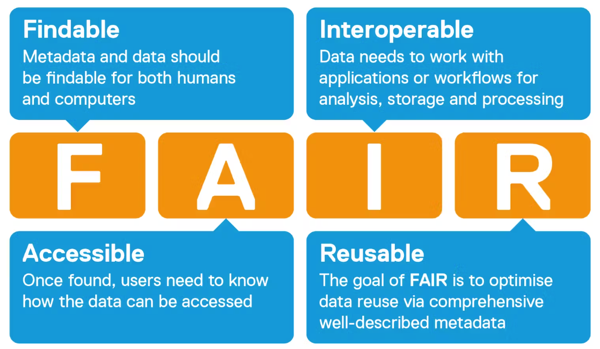 Findable
Metadata and data should
be findable for both humans
and computers
Interoperable
Data needs to work with
applications or workflows for
analysis, storage and processing
F
A
I
R
Accessible
Once found, users need to know
how the data can be accessed
Reusable
The goal of FAIR is to optimise
data reuse via comprehensive
well-described metadata